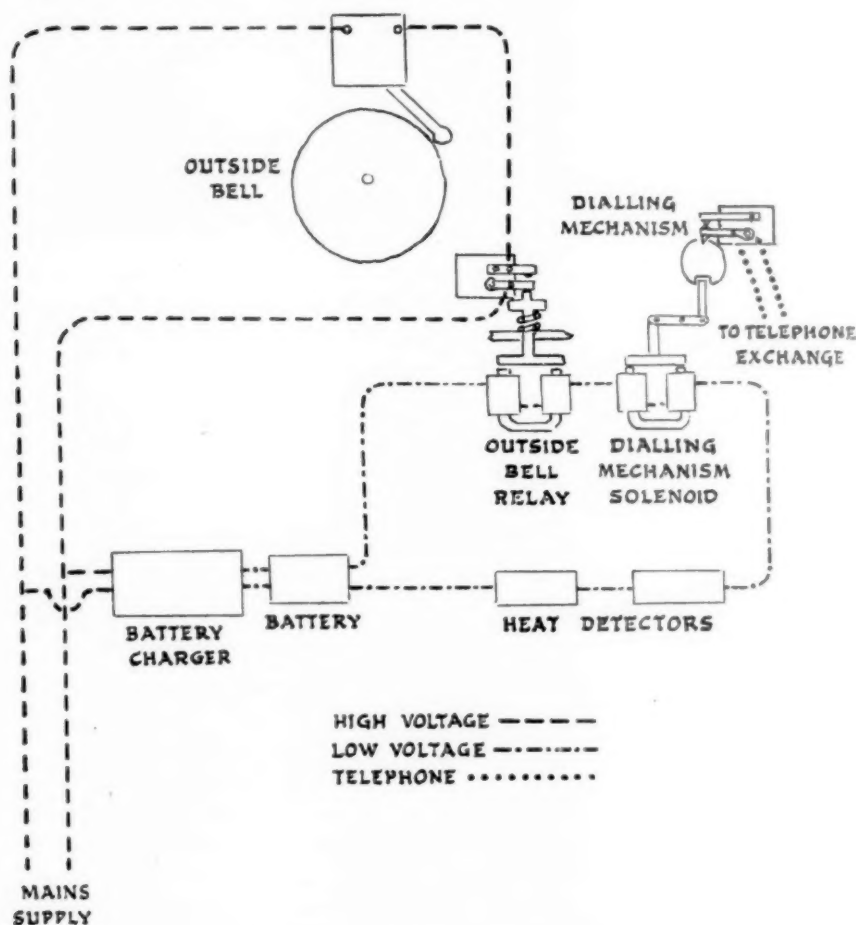 OUTSIDE
BELL
DIALLING
MECHANISM
TO TELEPHONE
EXCHANGE
OUTSIDE
BELL
RELAY
DIALLING
MECHANISM
SOLENOID
BATTERY
CHARGER
BATTERY
HEAT DETECTORS
HIGH VOLTAGE
LOW VOLTAGE
TELEPHONE
MAINS
SUPPLY